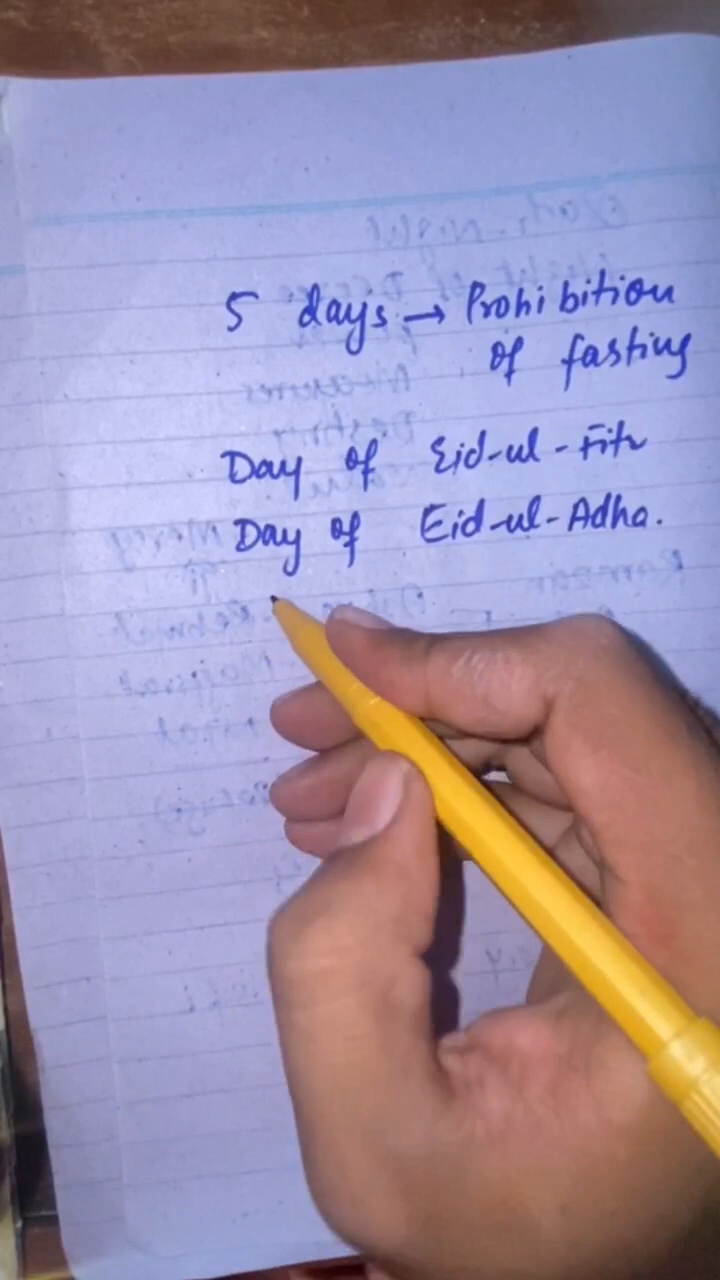 5 days → Prohibition
of fasting
Day of Eid-ul-Fitr
Day of Eid-ul-Adha.